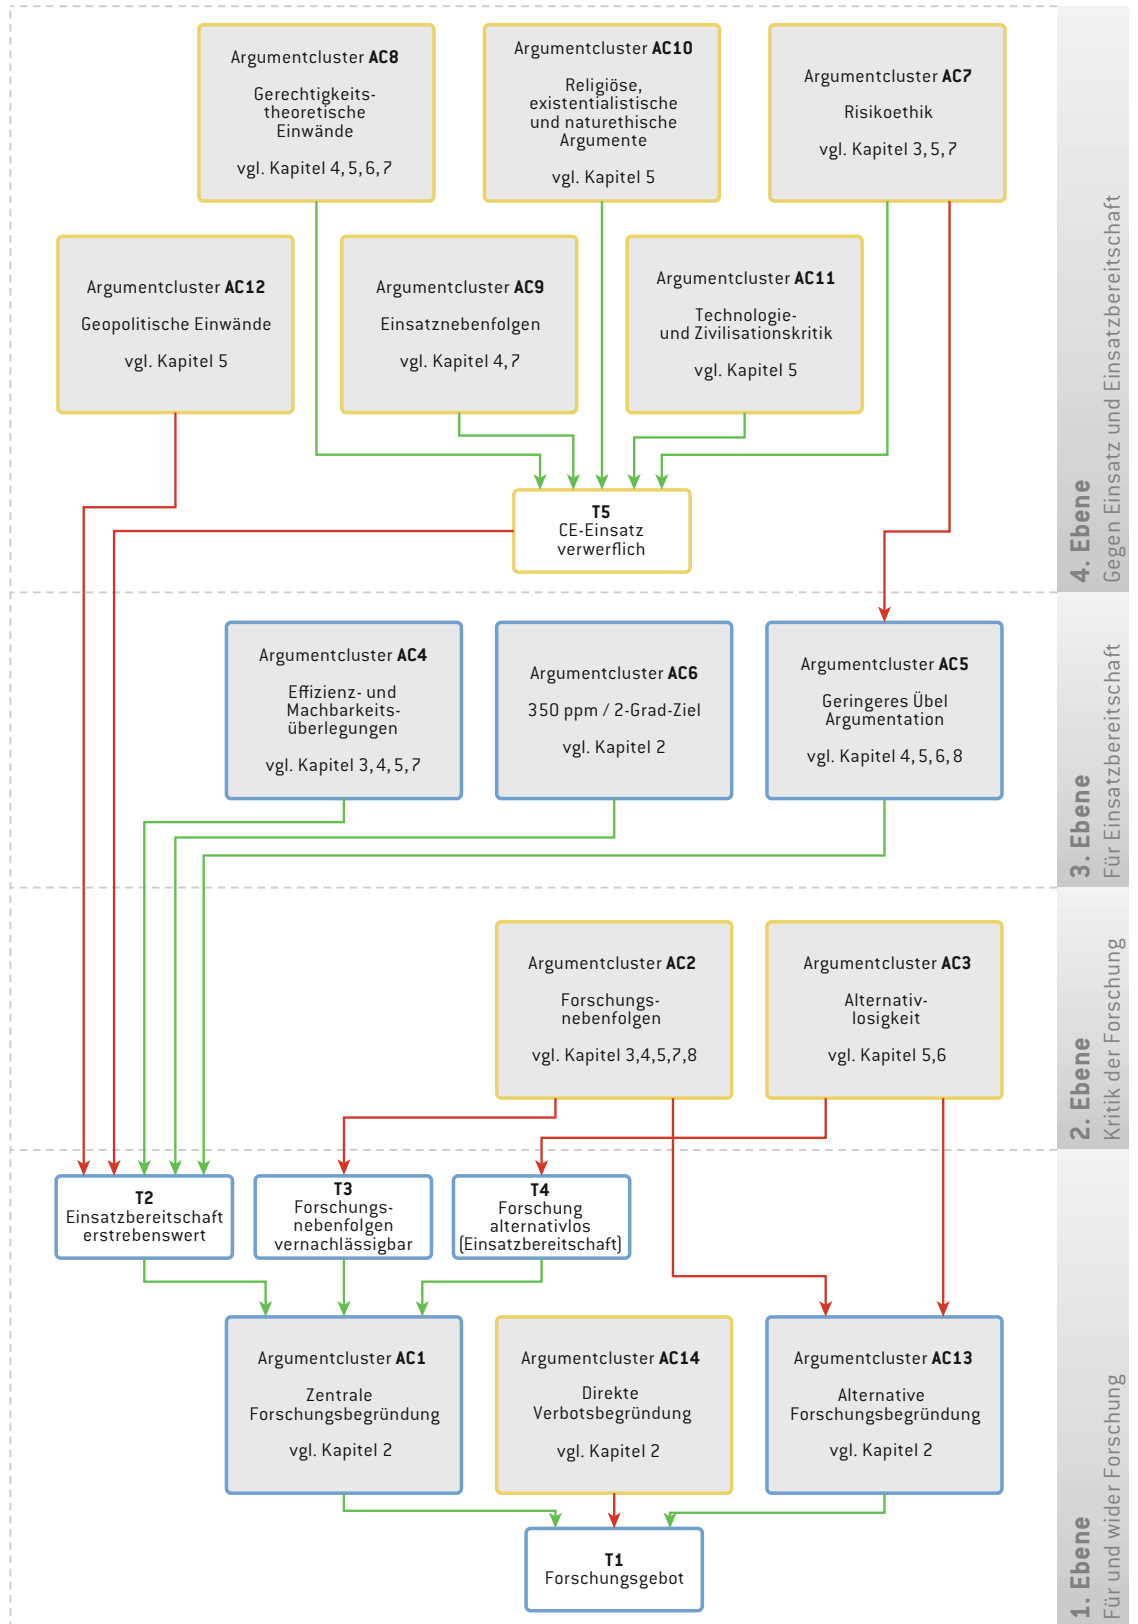 Argumentcluster AC8
Gerechtigkeits-
theoretische
Einwände
vgl. Kapitel 4, 5, 6, 7
Argumentcluster AC10
Religiöse,
existentialistische
und naturethische
Argumente
vgl. Kapitel 5
Argumentcluster AC7
Risikoethik
vgl. Kapitel 3, 5, 7
Argumentcluster AC12
Geopolitische Einwände
vgl. Kapitel 5
Argumentcluster AC9
Einsatznebenfolgen
vgl. Kapitel 4, 7
Argumentcluster AC11
Technologie-
und Zivilisationskritik
vgl. Kapitel 5
T5
CE-Einsatz
verwerflich
4. Ebene
Gegen Einsatz und Einsatzbereitschaft
Argumentcluster AC4
Effizienz- und
Machbarkeits-
überlegungen
vgl. Kapitel 3, 4, 5, 7
Argumentcluster AC6
350 ppm / 2-Grad-Ziel
vgl. Kapitel 2
Argumentcluster AC5
Geringeres Übel
Argumentation
vgl. Kapitel 4, 5, 6, 8
3. Ebene
Für Einsatzbereitschaft
Argumentcluster AC2
Forschungs-
nebenfolgen
vgl. Kapitel 3,4,5,7,8
Argumentcluster AC3
Alternativ-
losigkeit
vgl. Kapitel 5,6
2. Ebene
Kritik der Forschung
T2
Einsatzbereitschaft
erstrebenswert
T3
Forschungs-
nebenfolgen
vernachlässigbar
T4
Forschung
alternativlos
(Einsatzbereitschaft)
Argumentcluster AC1
Zentrale
Forschungsbegründung
vgl. Kapitel 2
Argumentcluster AC14
Direkte
Verbotsbegründung
vgl. Kapitel 2
Argumentcluster AC13
Alternative
Forschungsbegründung
vgl. Kapitel 2
T1
Forschungsgebot
1. Ebene
Für und wider Forschung